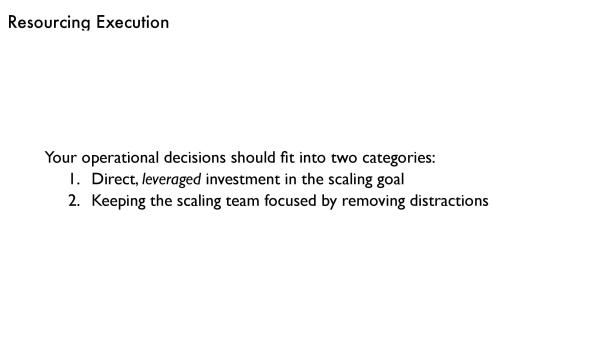 Resourcing Execution
Your operational decisions should fit into two categories:
1. Direct, leveraged investment in the scaling goal
2. Keeping the scaling team focused by removing distractions